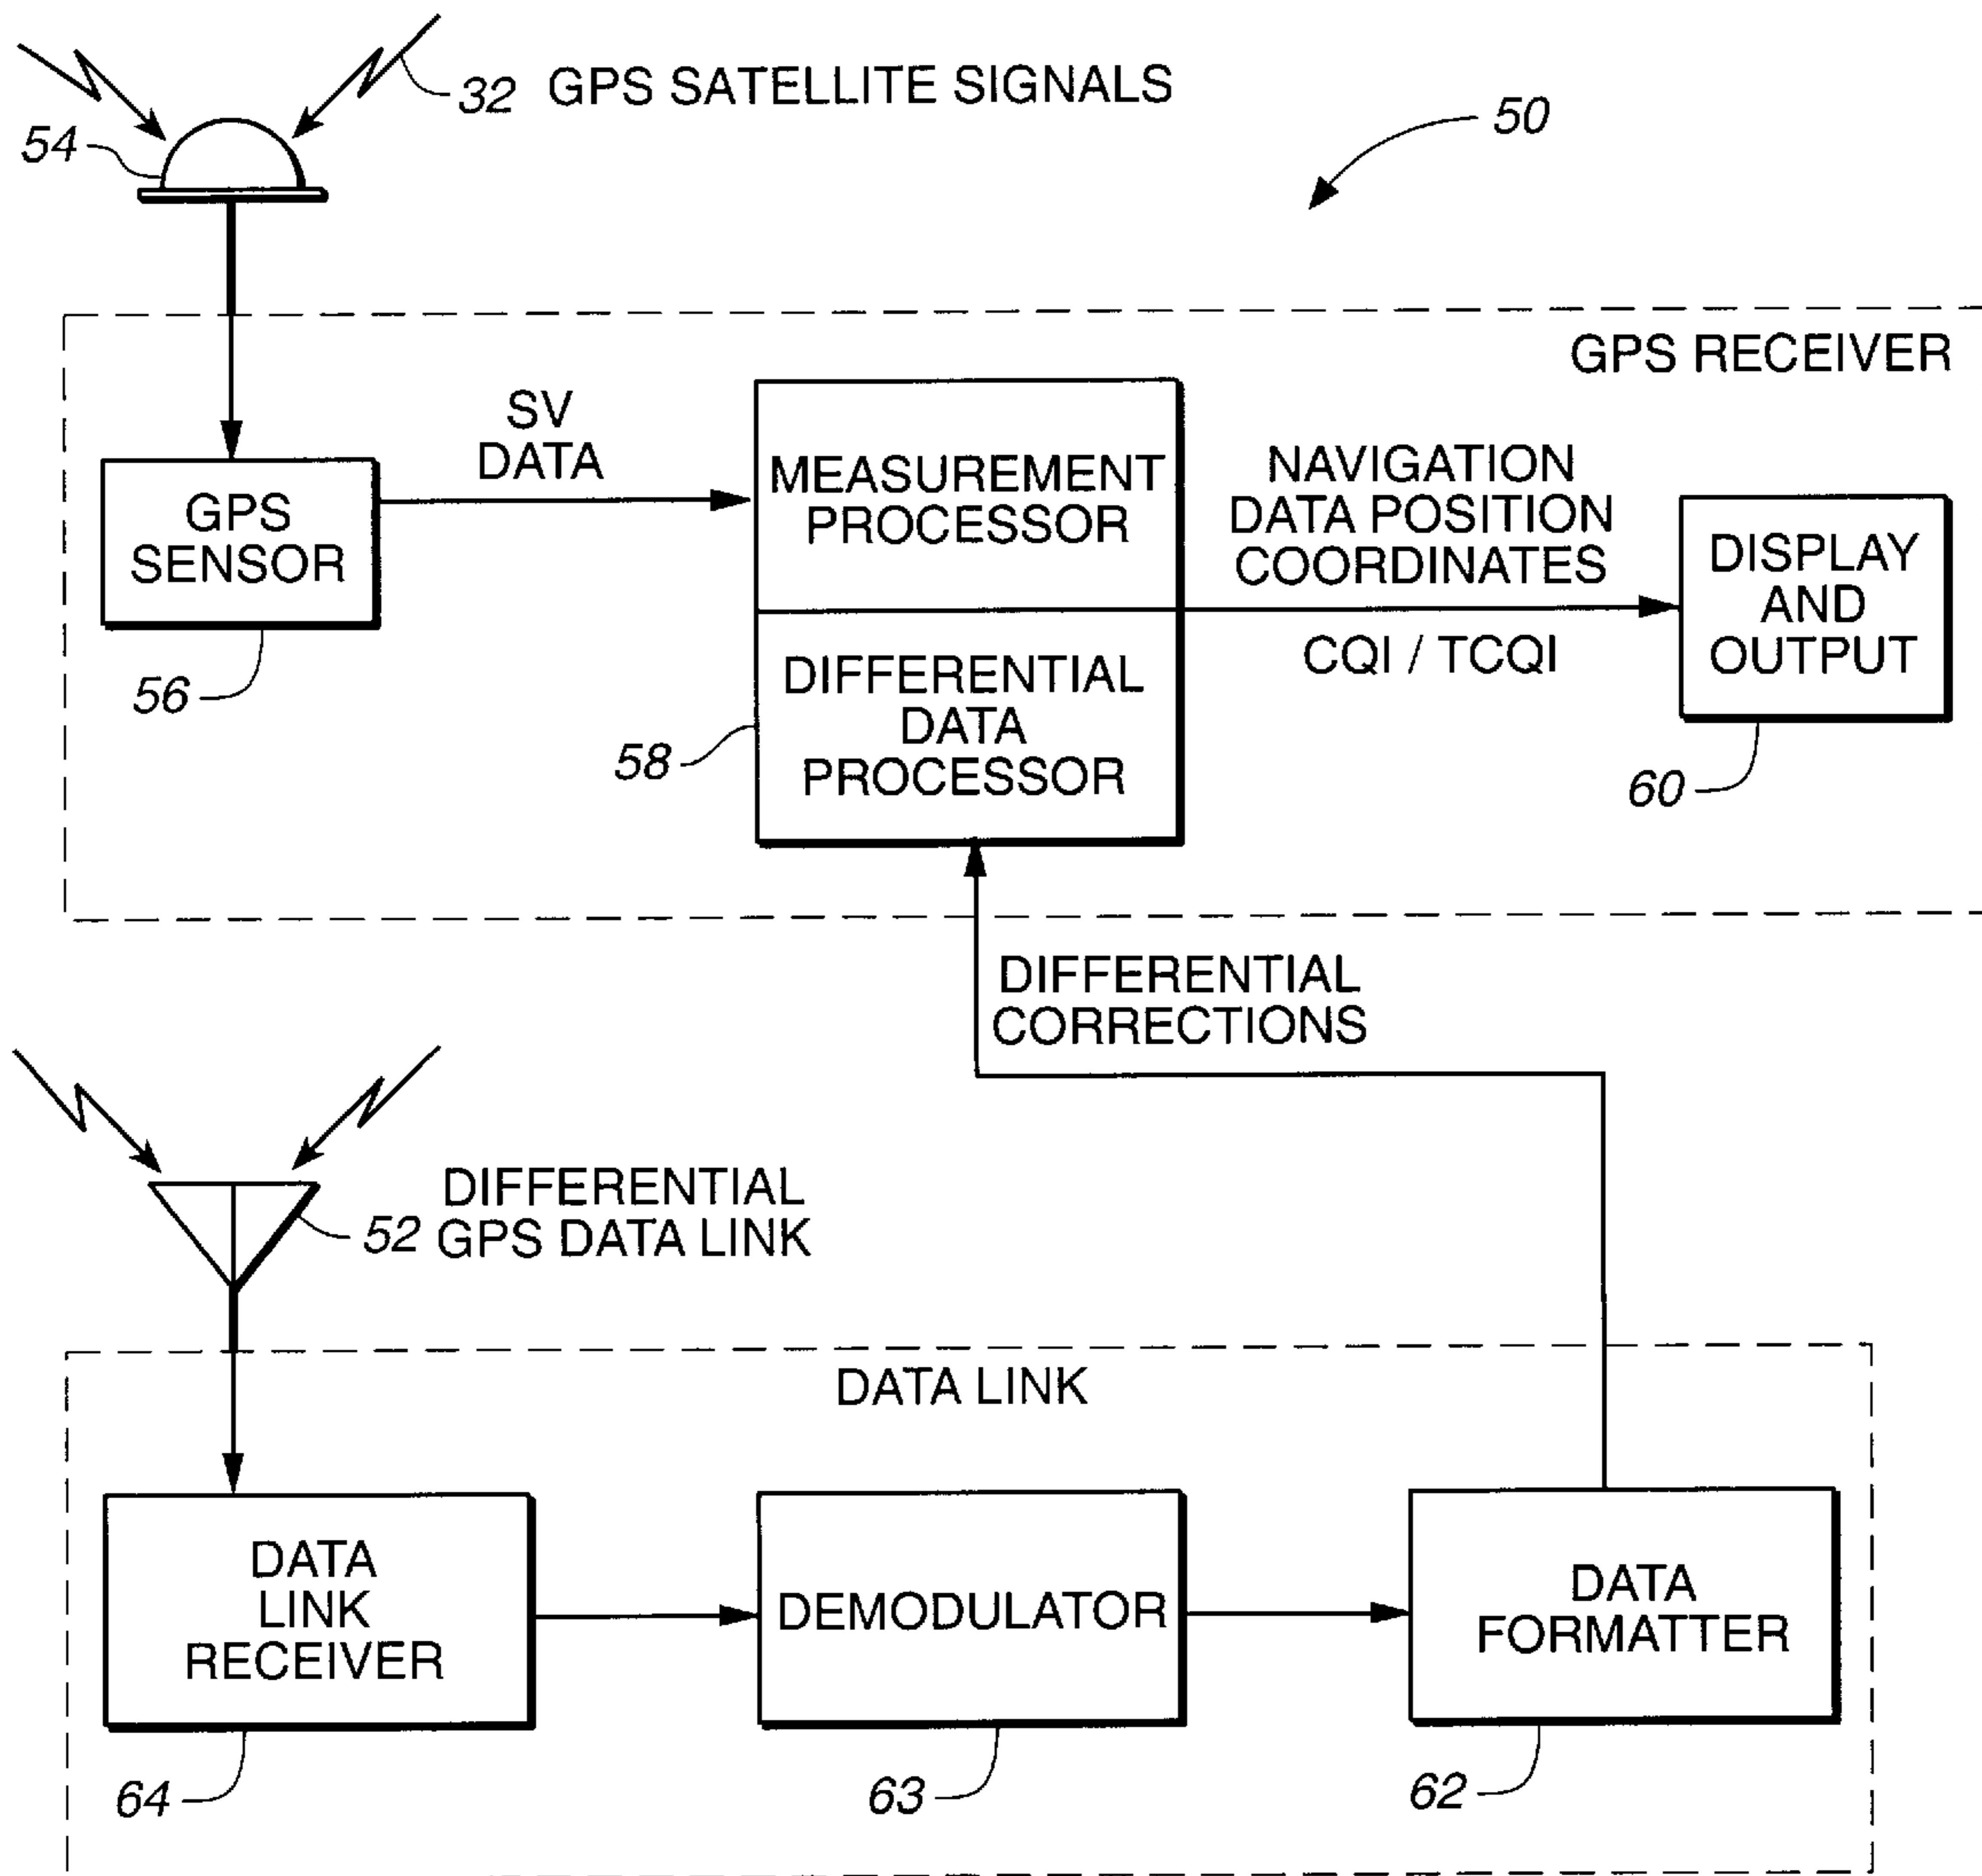 32 GPS SATELLITE SIGNALS
50
54
GPS RECEIVER
SV
DATA
GPS
SENSOR
56
MEASUREMENT
PROCESSOR
DIFFERENTIAL
DATA
PROCESSOR
58
NAVIGATION
DATA POSITION
COORDINATES
CQI / TCQI
DISPLAY
AND
OUTPUT
60
DIFFERENTIAL
CORRECTIONS
52
DIFFERENTIAL
GPS DATA LINK
DATA LINK
DATA
LINK
RECEIVER
64
DEMODULATOR
63
DATA
FORMATTER
62